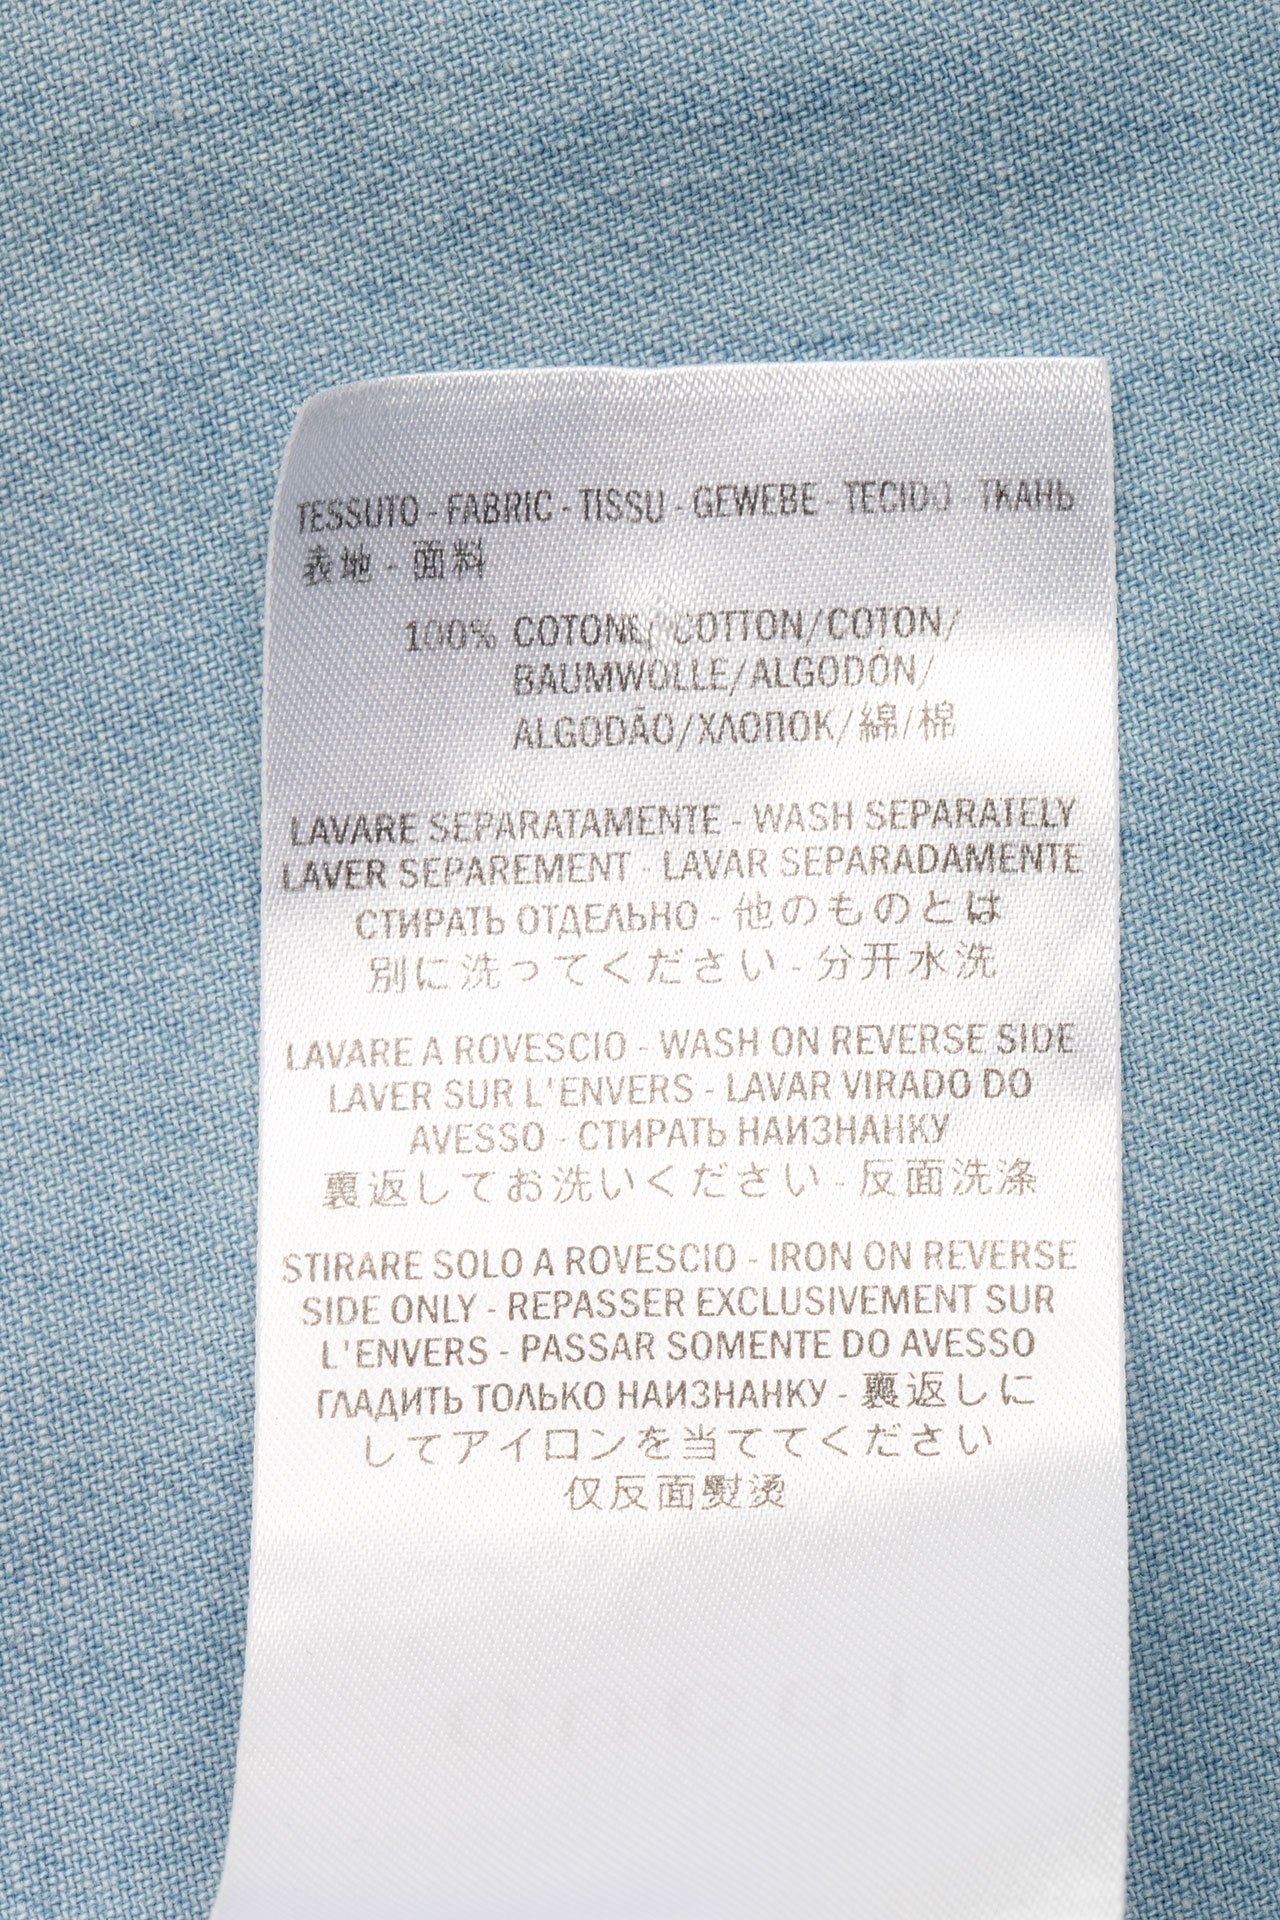 TESSUTO - FABRIC - TISSU - GEWEBE - TECIDO - ТКАНЬ
表地 - 面料
100% COTONE/ COTTON/COTON/
BAUMWOLLE/ALGODÓN/
ALGODÃO/ХЛОПОК/綿/棉
LAVARE SEPARATAMENTE - WASH SEPARATELY
LAVER SEPAREMENT - LAVAR SEPARADAMENTE
СТИРАТЬ ОТДЕЛЬНО - 他のものとは
別に洗ってください - 分开水洗
LAVARE A ROVESCIO - WASH ON REVERSE SIDE
LAVER SUR L'ENVERS - LAVAR VIRADO DO
AVESSO - СТИРАТЬ НАИЗНАНКУ
裏返してお洗いください - 反面洗涤
STIRARE SOLO A ROVESCIO - IRON ON REVERSE
SIDE ONLY - REPASSER EXCLUSIVEMENT SUR
L'ENVERS - PASSAR SOMENTE DO AVESSO
ГЛАДИТЬ ТОЛЬКО НАИЗНАНКУ - 裏返しに
してアイロンを当ててください
仅反面熨烫